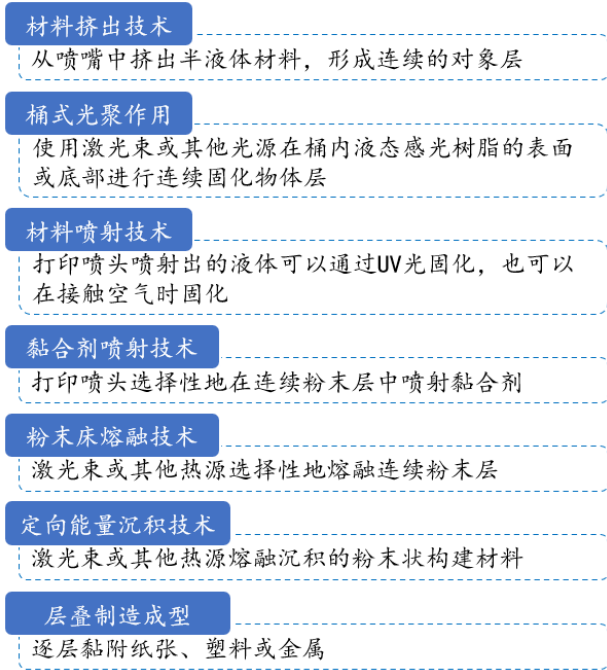 材料挤出技术
从喷嘴中挤出半液体材料，形成连续的对象层
桶式光聚作用
使用激光束或其他光源在桶内液态感光树脂的表面
或底部进行连续固化物体层
材料喷射技术
打印喷头喷射出的液体可以通过UV光固化，也可以
在接触空气时固化
黏合剂喷射技术
打印喷头选择性地在连续粉末层中喷射黏合剂
粉末床熔融技术
激光束或其他热源选择性地熔融连续粉末层
定向能量沉积技术
激光束或其他热源熔融沉积的粉末状构建材料
层叠制造成型
逐层黏附纸张、塑料或金属